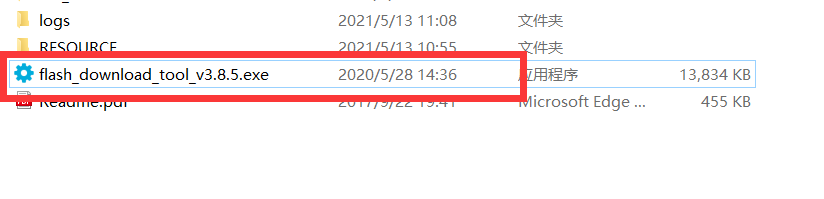 logs 2021/5/13 11:08 文件夹
RESOURCE 2021/5/13 10:55 文件夹
flash_download_tool_v3.8.5.exe 2020/5/28 14:36 应用程序 13,834 KB
Readme.pdf 2017/9/22 19:41 Microsoft Edge ... 455 KB